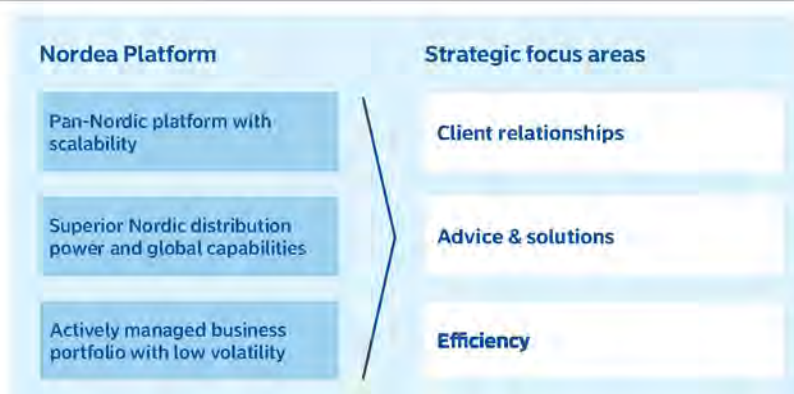 Nordea Platform
Pan-Nordic platform with
scalability
Superior Nordic distribution
power and global capabilities
Actively managed business
portfolio with low volatility
Strategic focus areas
Client relationships
Advice & solutions
Efficiency